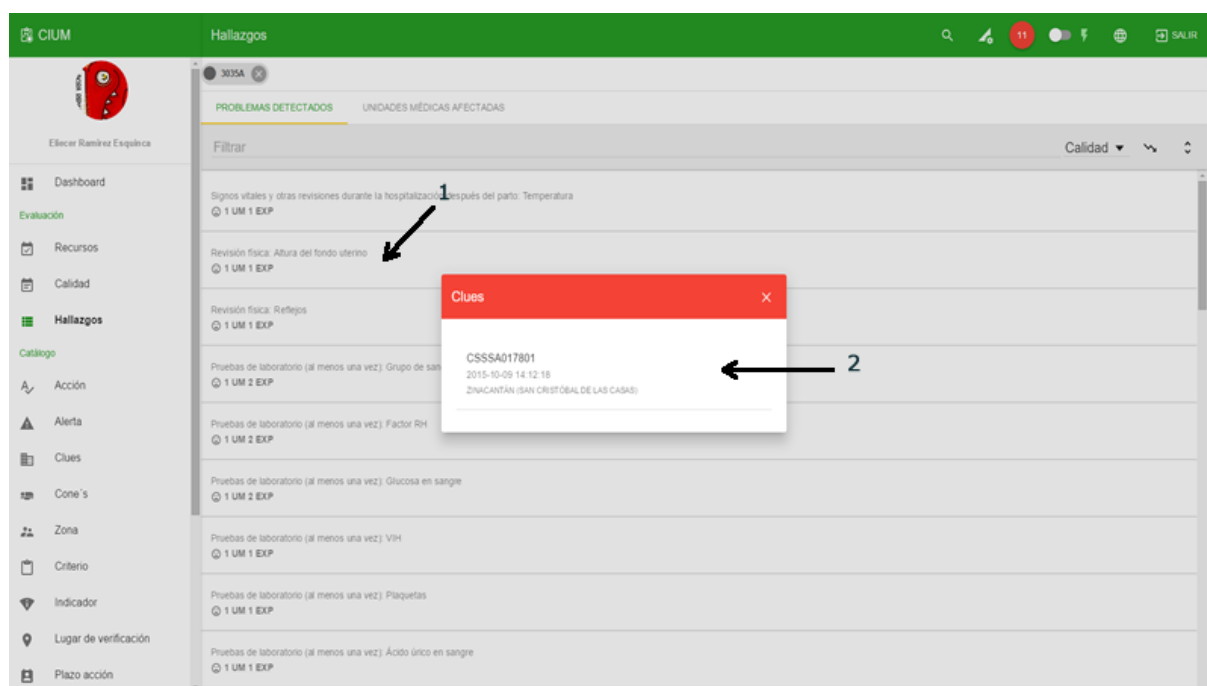 CIUM
Hallazgos
11
SALIR
3035A
PROBLEMAS DETECTADOS
UNIDADES MÉDICAS AFECTADAS
Eliecer Ramírez Esquinca
Filtrar
Calidad
Dashboard
Evaluación
Recursos
Calidad
Hallazgos
Catálogo
Acción
Alerta
Clues
Cone´s
Zona
Criterio
Indicador
Lugar de verificación
Plazo acción
Signos vitales y otras revisiones durante la hospitalización después del parto: Temperatura
1 UM 1 EXP
1
Revisión física: Altura del fondo uterino
1 UM 1 EXP
Revisión física: Reflejos
1 UM 1 EXP
Pruebas de laboratorio (al menos una vez): Grupo de san
1 UM 2 EXP
Pruebas de laboratorio (al menos una vez): Factor RH
1 UM 2 EXP
Pruebas de laboratorio (al menos una vez): Glucosa en sangre
1 UM 2 EXP
Pruebas de laboratorio (al menos una vez): VIH
1 UM 1 EXP
Pruebas de laboratorio (al menos una vez): Plaquetas
1 UM 1 EXP
Pruebas de laboratorio (al menos una vez): Ácido úrico en sangre
1 UM 1 EXP
Clues
CSSSA017801
2015-10-09 14:12:18
ZINACANTÁN (SAN CRISTÓBAL DE LAS CASAS)
2